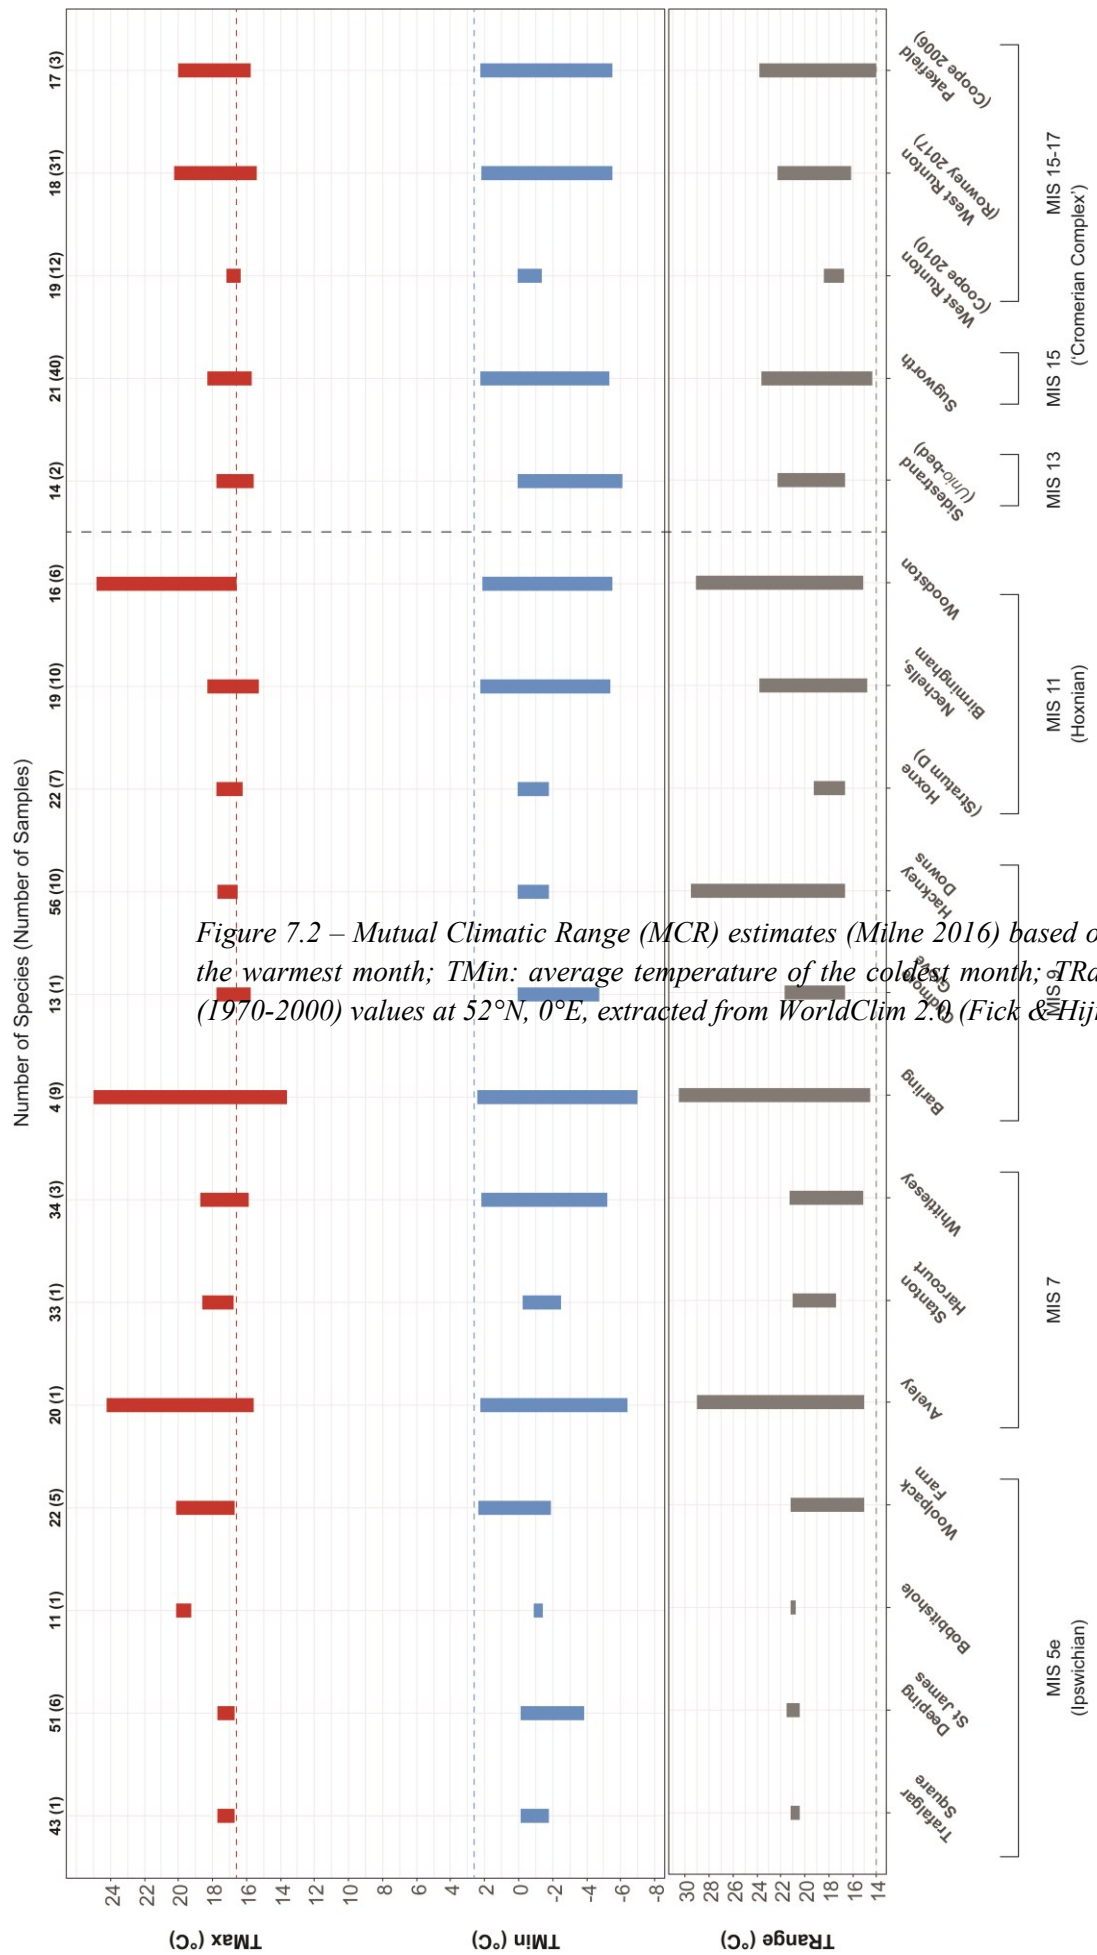 Number of Species (Number of Samples)
43 (1)
51 (6)
11 (1)
22 (5)
20 (1)
33 (1)
34 (3)
4 (9)
13 (1)
56 (10)
22 (7)
19 (10)
16 (6)
14 (2)
21 (40)
19 (12)
18 (31)
17 (3)
TMax (°C)
24
22
20
18
16
14
12
10
8
6
4
TMin (°C)
2
0
-2
-4
-6
-8
TRange (°C)
30
28
26
24
22
20
18
16
14
Trafalgar
Square
Deeping
St James
Bobbitshole
Woolpack
Farm
Aveley
Stanton
Harcourt
Whittlesey
Barling
Cudmore
Grove
Hackney
Downs
Hoxne
(Stratum D)
Nechells,
Birmingham
Woodston
Sidestrand
(Unio-bed)
Sugworth
West Runton
(Coope 2010)
West Runton
(Rowney 2017)
Pakefield
(Coope 2006)
MIS 5e
(Ipswichian)
MIS 7
MIS 9
MIS 11
(Hoxnian)
MIS 13
MIS 15
MIS 15-17
('Cromerian Complex')
Figure 7.2 – Mutual Climatic Range (MCR) estimates (Milne 2016) based
the warmest month; TMin: average temperature of the coldest month;
(1970-2000) values at 52°N, 0°E, extracted from WorldClim 2.0 (Fick &